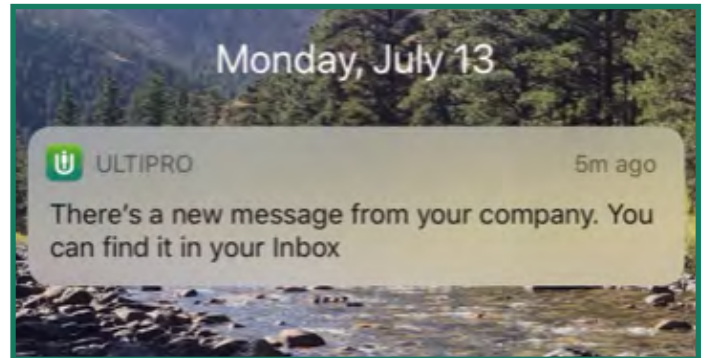 Monday, July 13
ULTIPRO 5m ago
There's a new message from your company. You
can find it in your Inbox